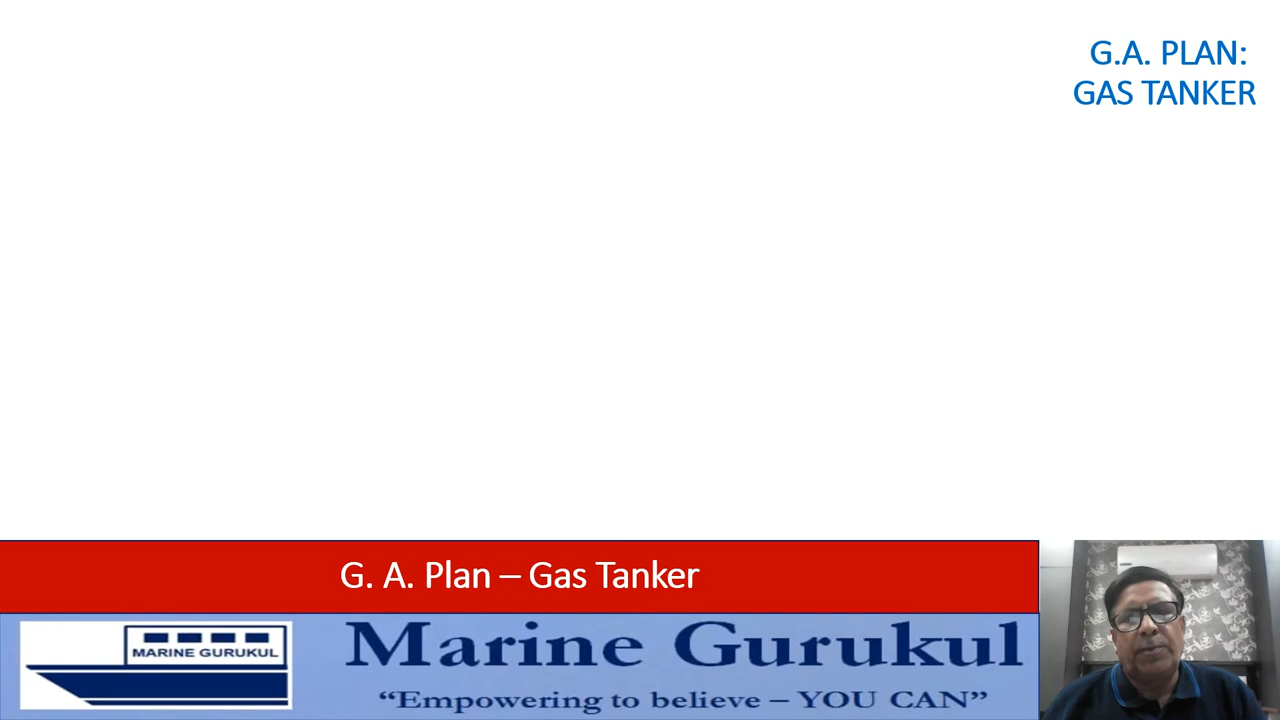 G.A. PLAN:
GAS TANKER
G. A. Plan – Gas Tanker
MARINE GURUKUL
Marine Gurukul
“Empowering to believe – YOU CAN”